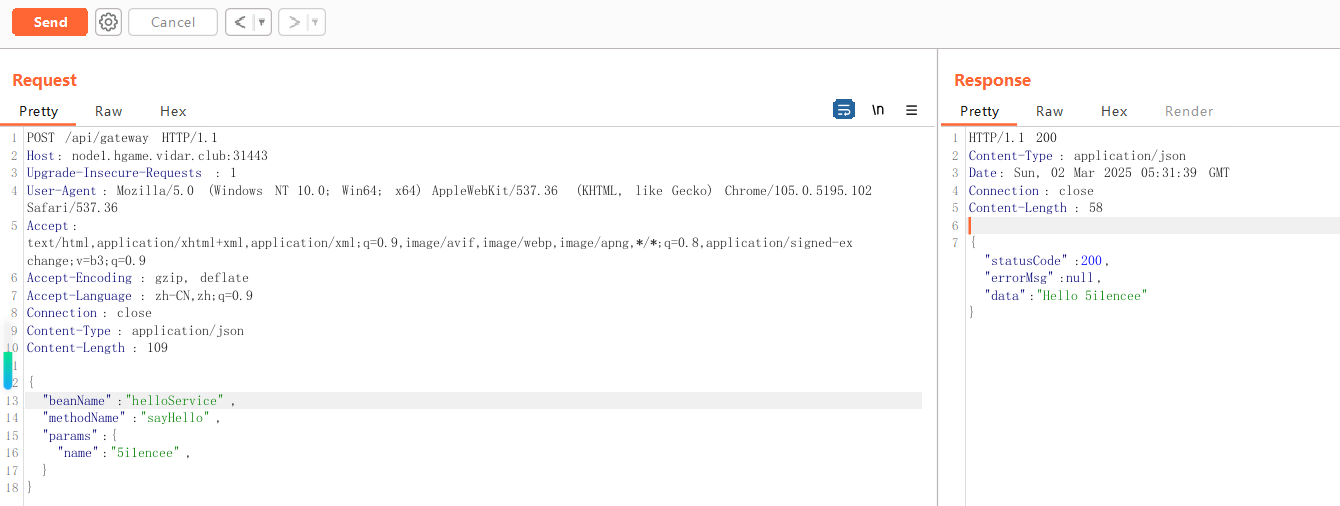 Send
Cancel
< >
Request
Pretty Raw Hex
\n
1 POST /api/gateway HTTP/1.1
2 Host: node1.hgame.vidar.club:31443
3 Upgrade-Insecure-Requests : 1
4 User-Agent : Mozilla/5.0 (Windows NT 10.0; Win64; x64) AppleWebKit/537.36 (KHTML, like Gecko) Chrome/105.0.5195.102
Safari/537.36
5 Accept :
text/html,application/xhtml+xml,application/xml;q=0.9,image/avif,image/webp,image/apng,*/*;q=0.8,application/signed-ex
change;v=b3;q=0.9
6 Accept-Encoding : gzip, deflate
7 Accept-Language : zh-CN,zh;q=0.9
8 Connection : close
9 Content-Type : application/json
10 Content-Length : 109
1
2 {
13 "beanName" :"helloService" ,
14 "methodName" :"sayHello" ,
15 "params" :{
16 "name" :"5i1encee" ,
17 }
18 }
Response
Pretty Raw Hex Render
1 HTTP/1.1 200
2 Content-Type : application/json
3 Date: Sun, 02 Mar 2025 05:31:39 GMT
4 Connection : close
5 Content-Length : 58
6
7 {
"statusCode" :200 ,
"errorMsg" :null,
"data" :"Hello 5i1encee"
}